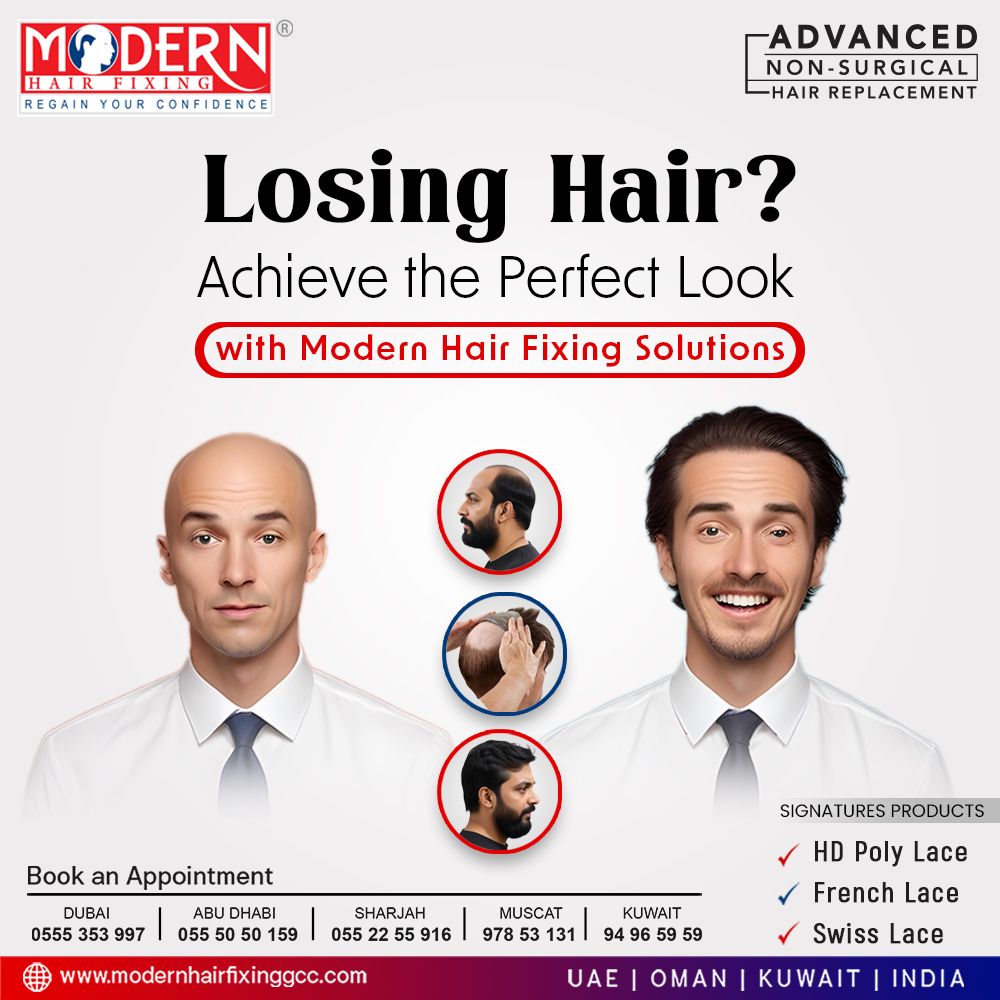 MODERN®
HAIR FIXING
REGAIN YOUR CONFIDENCE
ADVANCED
NON-SURGICAL
HAIR REPLACEMENT
Losing Hair?
Achieve the Perfect Look
with Modern Hair Fixing Solutions
SIGNATURES PRODUCTS
HD Poly Lace
French Lace
Swiss Lace
Book an Appointment
DUBAI | ABU DHABI | SHARJAH | MUSCAT | KUWAIT
0555 353 997 | 055 50 50 159 | 055 22 55 916 | 978 53 131 | 94 96 59 59
www.modernhairfixinggcc.com
UAE | OMAN | KUWAIT | INDIA